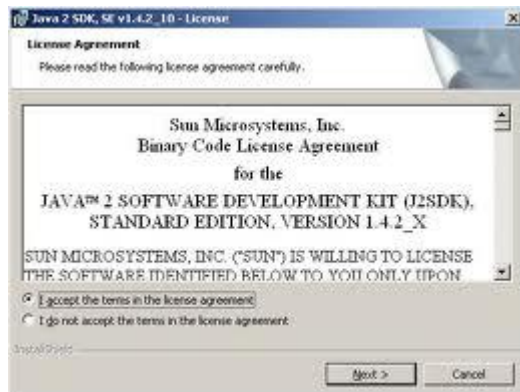 Java 2 SDK, SE v1.4.2_10 - License
License Agreement
Please read the following license agreement carefully.
Sun Microsystems, Inc.
Binary Code License Agreement
for the
JAVA™ 2 SOFTWARE DEVELOPMENT KIT (J2SDK),
STANDARD EDITION, VERSION 1.4.2_X
SUN MICROSYSTEMS, INC. ("SUN") IS WILLING TO LICENSE
THE SOFTWARE IDENTIFIED BELOW TO YOU ONLY UPON
I accept the terms in the license agreement
I do not accept the terms in the license agreement
InstallShield
Next >
Cancel